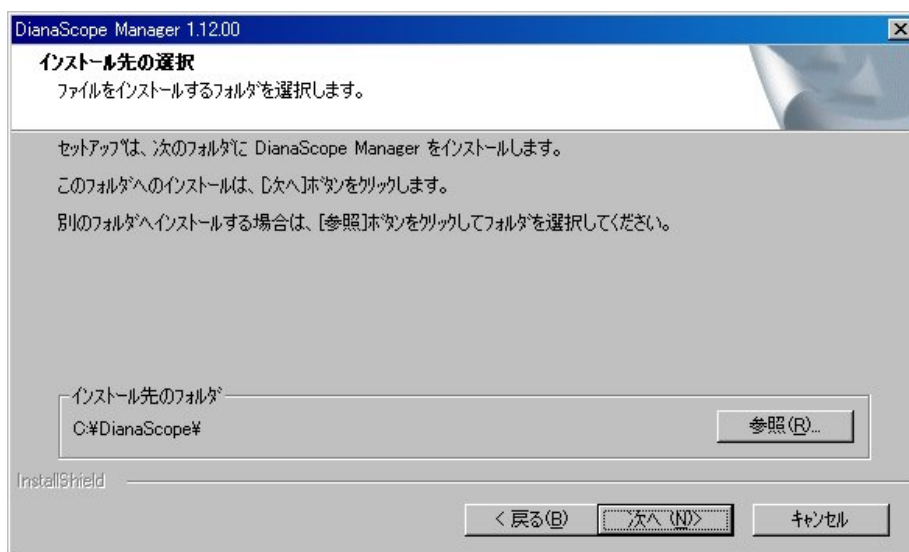 DianaScope Manager 1.12.00
インストール先の選択
ファイルをインストールするフォルダを選択します。
セットアップは、次のフォルダに DianaScope Manager をインストールします。
このフォルダへのインストールは、[次へ]ボタンをクリックします。
別のフォルダへインストールする場合は、[参照]ボタンをクリックしてフォルダを選択してください。
インストール先のフォルダ
C:¥DianaScope¥
参照(R)...
InstallShield
< 戻る(B)
次へ (N)>
キャンセル